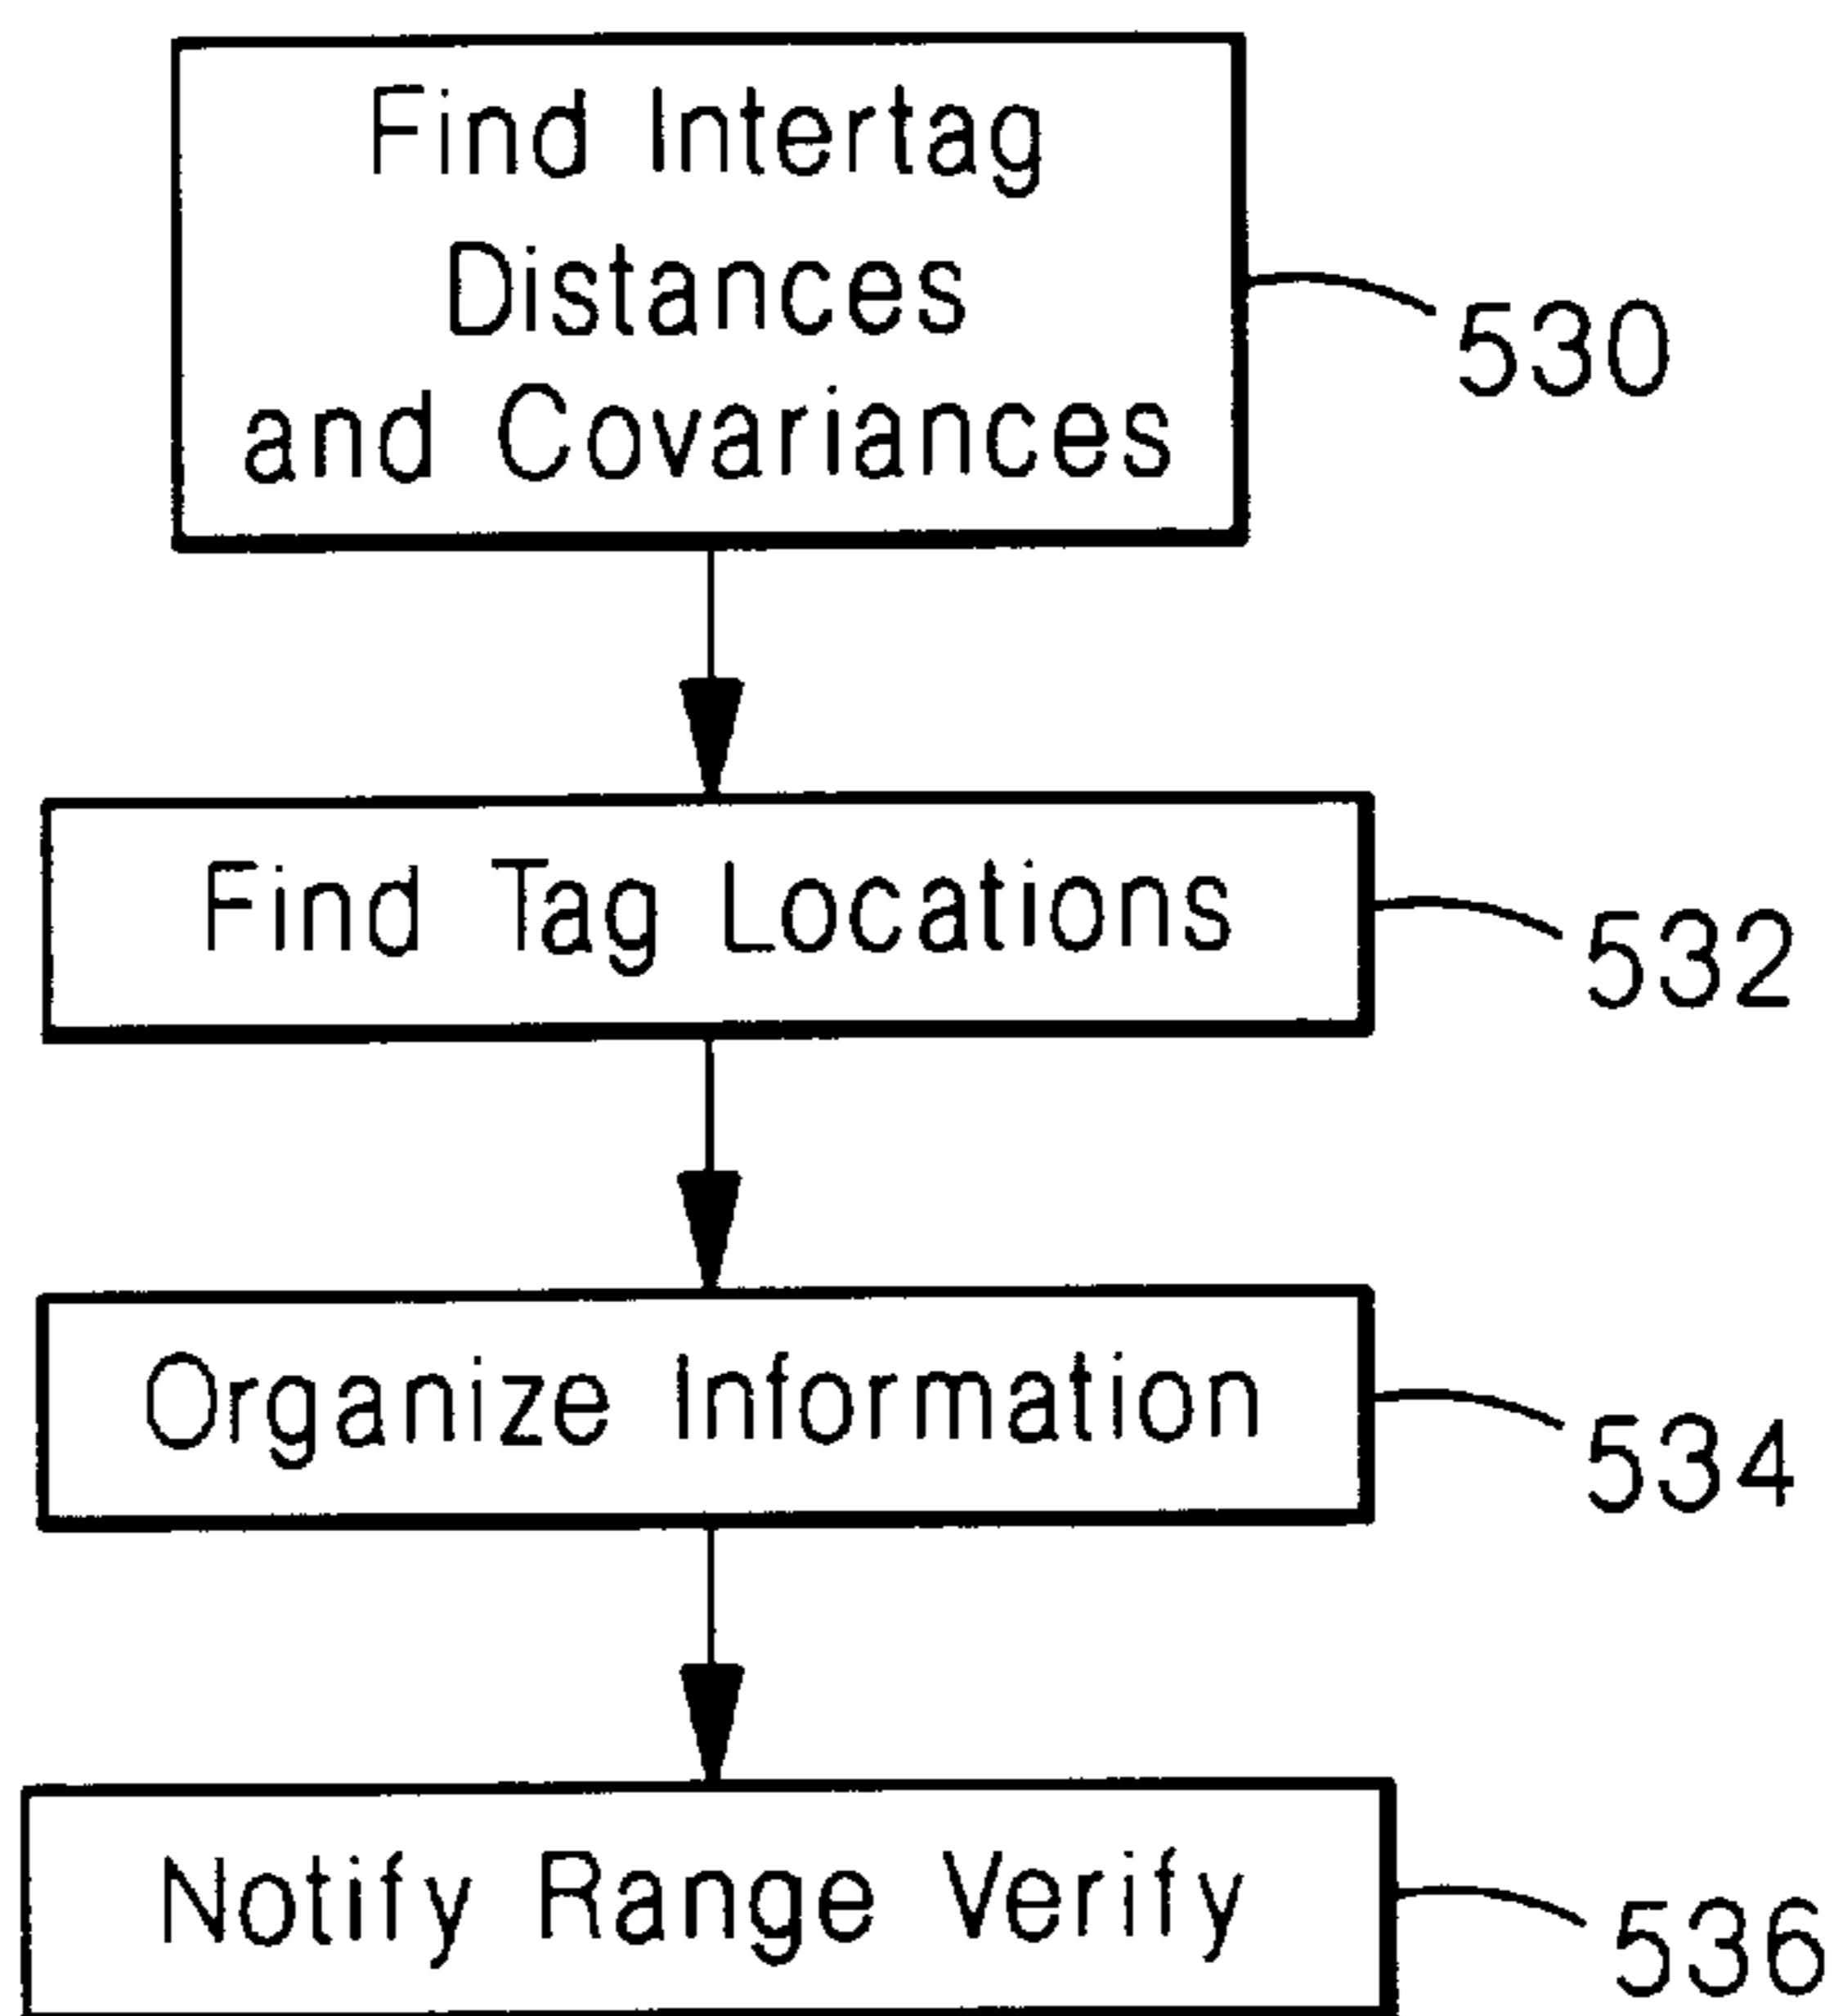 Find Intertag
Distances
and Covariances
530
Find Tag Locations
532
Organize Information
534
Notify Range Verify
536